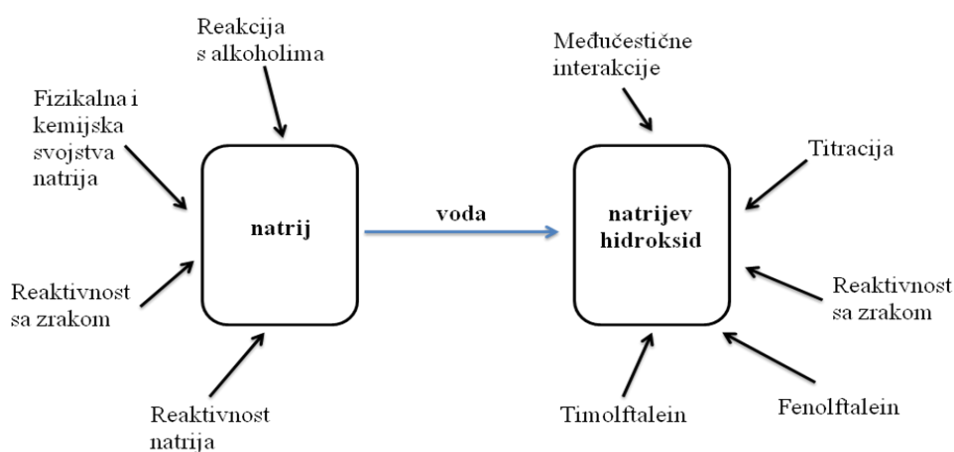 Reakcija
s alkoholima
Međučestične
interakcije
Fizikalna i
kemijska
svojstva
natrija
Titracija
natrij
voda
natrijev
hidroksid
Reaktivnost
sa zrakom
Reaktivnost
sa zrakom
Reaktivnost
natrija
Timolftalein
Fenolftalein